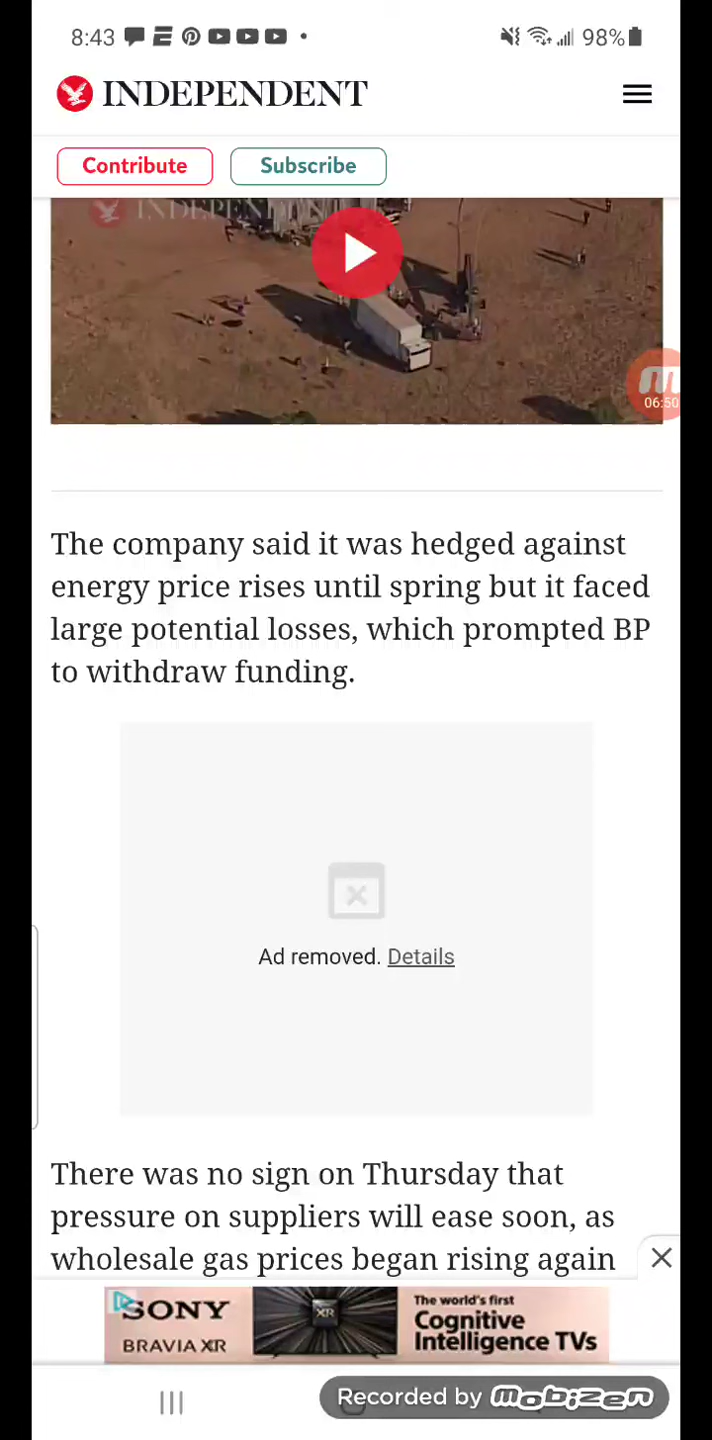 8:43
98%
INDEPENDENT
Contribute
Subscribe
INDEPENDENT
06:50
The company said it was hedged against
energy price rises until spring but it faced
large potential losses, which prompted BP
to withdraw funding.
Ad removed. Details
There was no sign on Thursday that
pressure on suppliers will ease soon, as
wholesale gas prices began rising again
SONY
BRAVIA XR
XR
The world's first
Cognitive
Intelligence TVs
Recorded by Mobizen